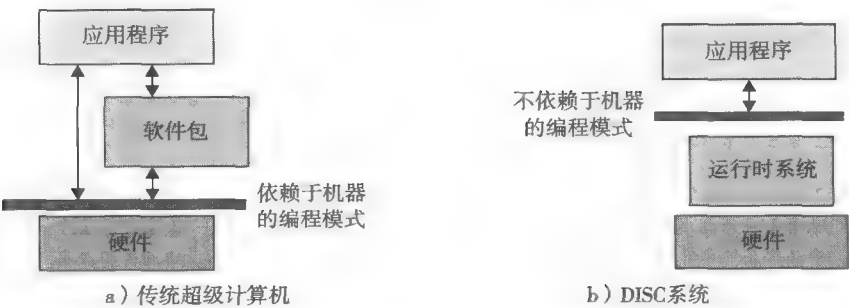 应用程序
软件包
依赖于机器
的编程模式
硬件
a）传统超级计算机
应用程序
不依赖于机器
的编程模式
运行时系统
硬件
b）DISC系统